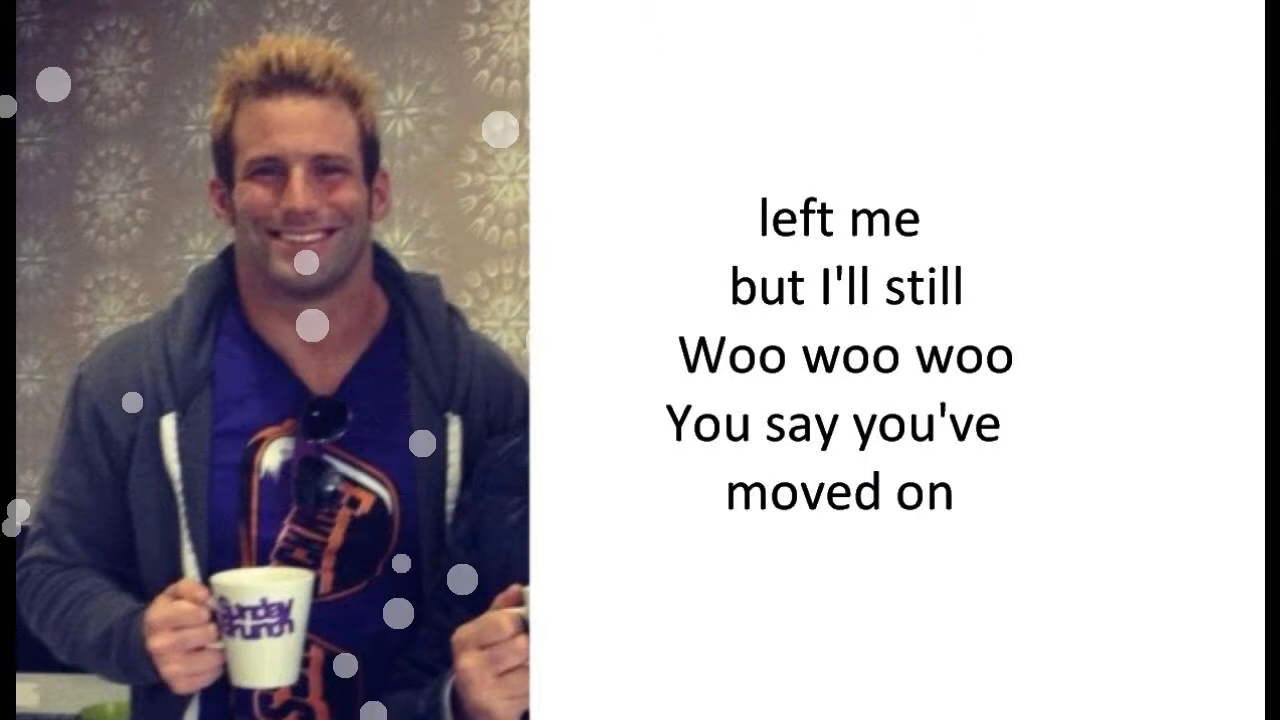 left me
but I'll still
Woo woo woo
You say you've
moved on
Sunday
Brunch